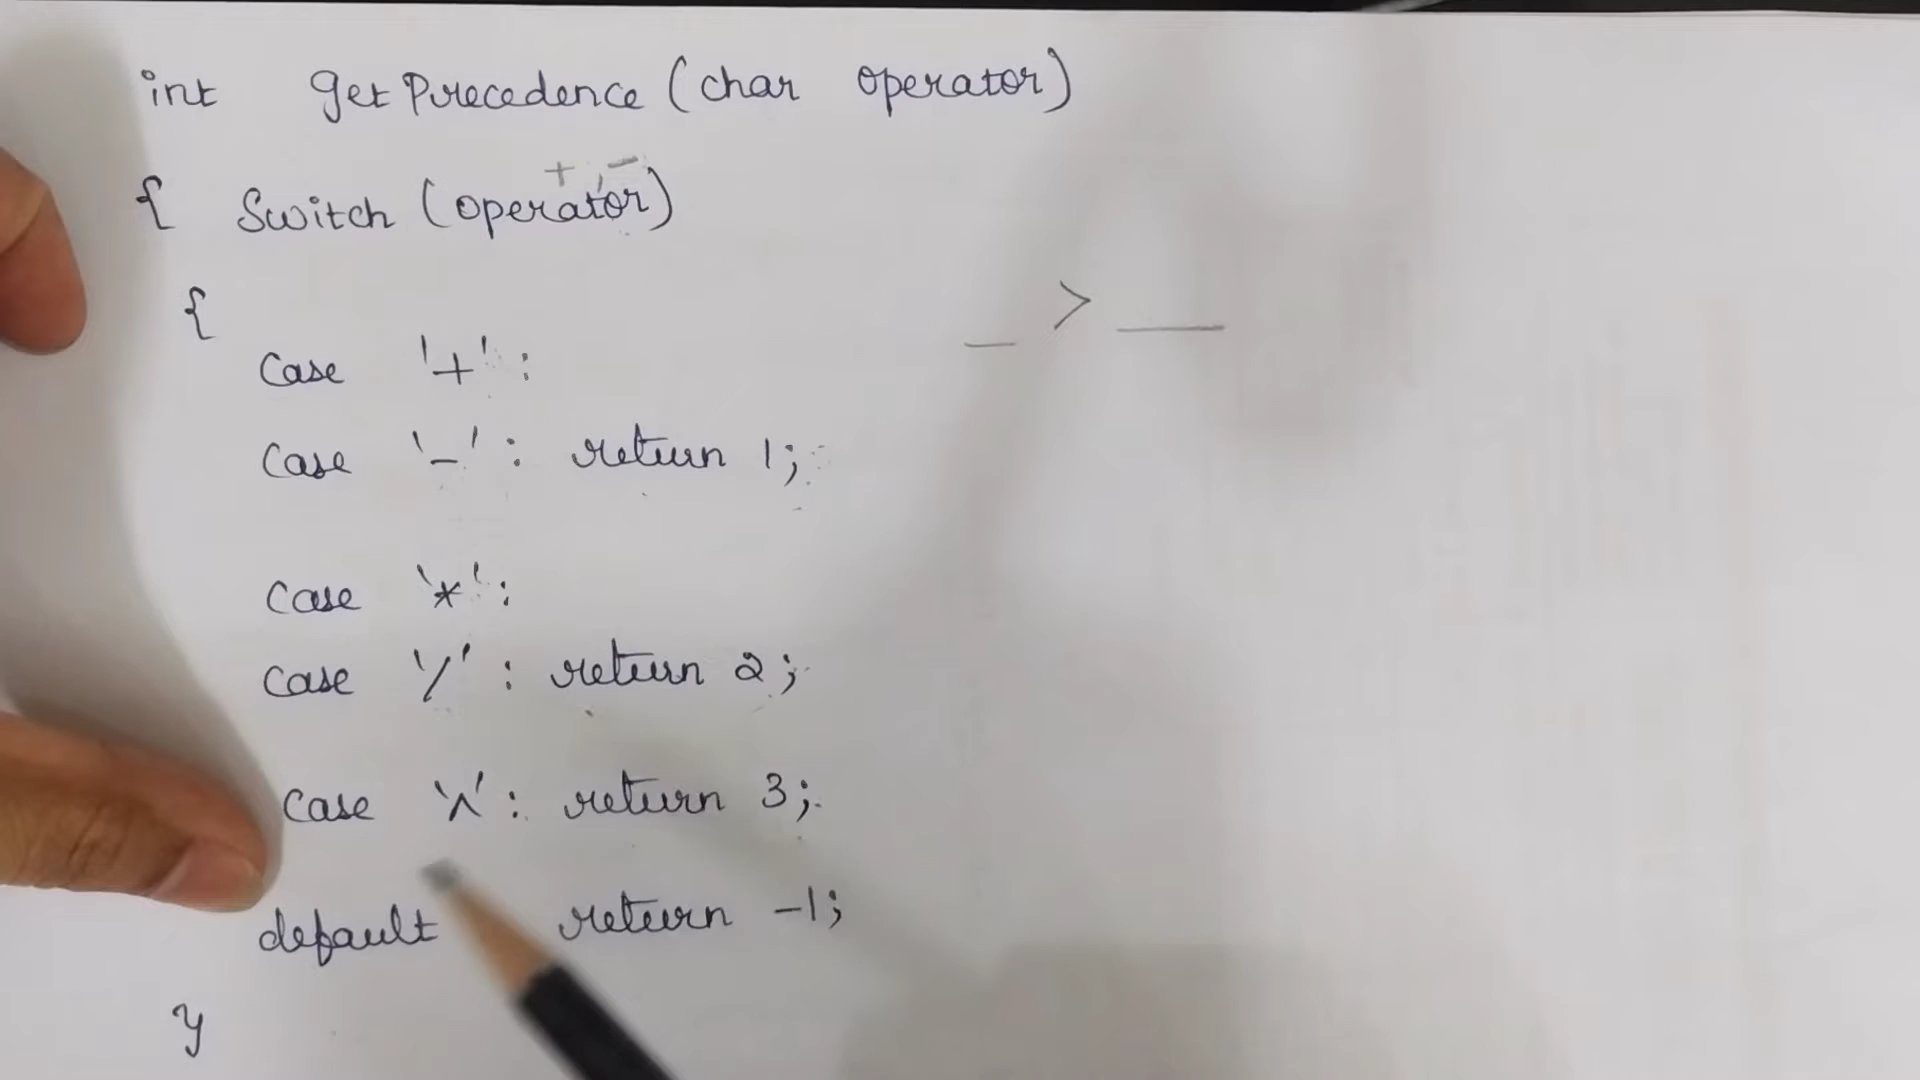 int getPrecedence (char operator)
+, -
{ Switch (operator)
{
_ > __
Case '+' :
Case '-' : return 1;
Case '*' :
Case '/' : return 2;
Case '^' : return 3;
default return -1;
}